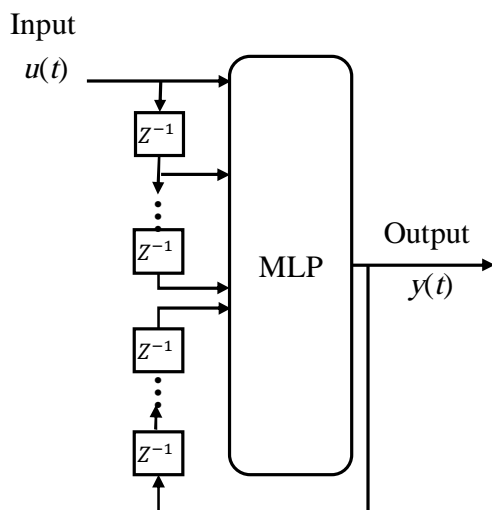 Input
u(t)
Z⁻¹
Z⁻¹
MLP
Output
y(t)
Z⁻¹
Z⁻¹